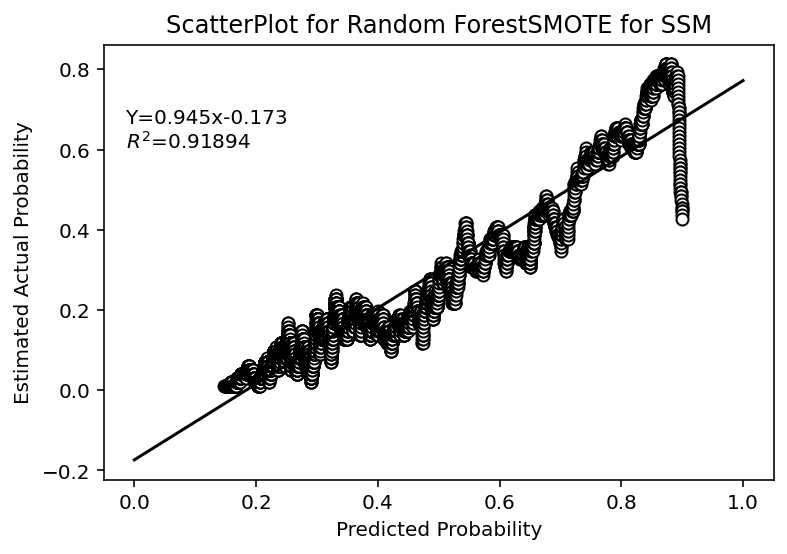 ScatterPlot for Random ForestSMOTE for SSM
Y=0.945x-0.173
R²=0.91894
Estimated Actual Probability
0.8
0.6
0.4
0.2
0.0
−0.2
0.0 0.2 0.4 0.6 0.8 1.0
Predicted Probability